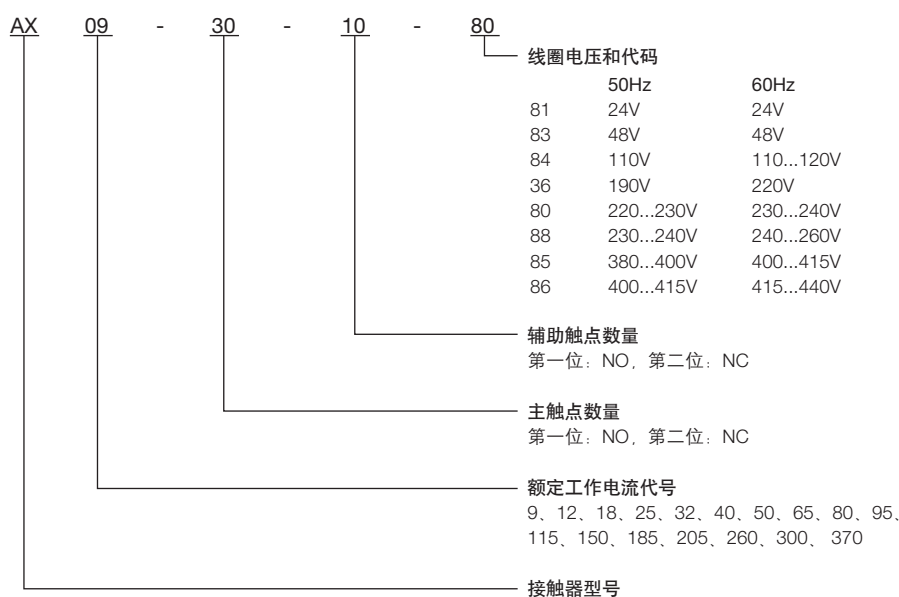 AX 09 - 30 - 10 - 80
线圈电压和代码
50Hz 60Hz
81 24V 24V
83 48V 48V
84 110V 110...120V
36 190V 220V
80 220...230V 230...240V
88 230...240V 240...260V
85 380...400V 400...415V
86 400...415V 415...440V
辅助触点数量
第一位：NO，第二位：NC
主触点数量
第一位：NO，第二位：NC
额定工作电流代号
9、12、18、25、32、40、50、65、80、95、
115、150、185、205、260、300、 370
接触器型号